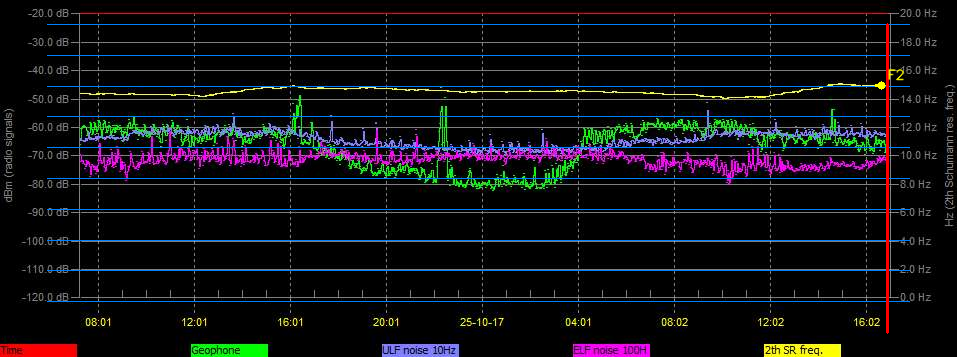 -20.0 dB 20.0 Hz
-30.0 dB 18.0 Hz
-40.0 dB 16.0 Hz
F2
-50.0 dB 14.0 Hz
-60.0 dB 12.0 Hz
-70.0 dB 10.0 Hz
-80.0 dB 8.0 Hz
-90.0 dB 6.0 Hz
-100.0 dB 4.0 Hz
-110.0 dB 2.0 Hz
-120.0 dB 0.0 Hz
dBm (radio signals)
Hz (2th Schumann res. freq.)
08:01 12:01 16:01 20:01 25-10-17 04:01 08:02 12:02 16:02
Time Geophone ULF noise 10Hz ELF noise 100H 2th SR freq.